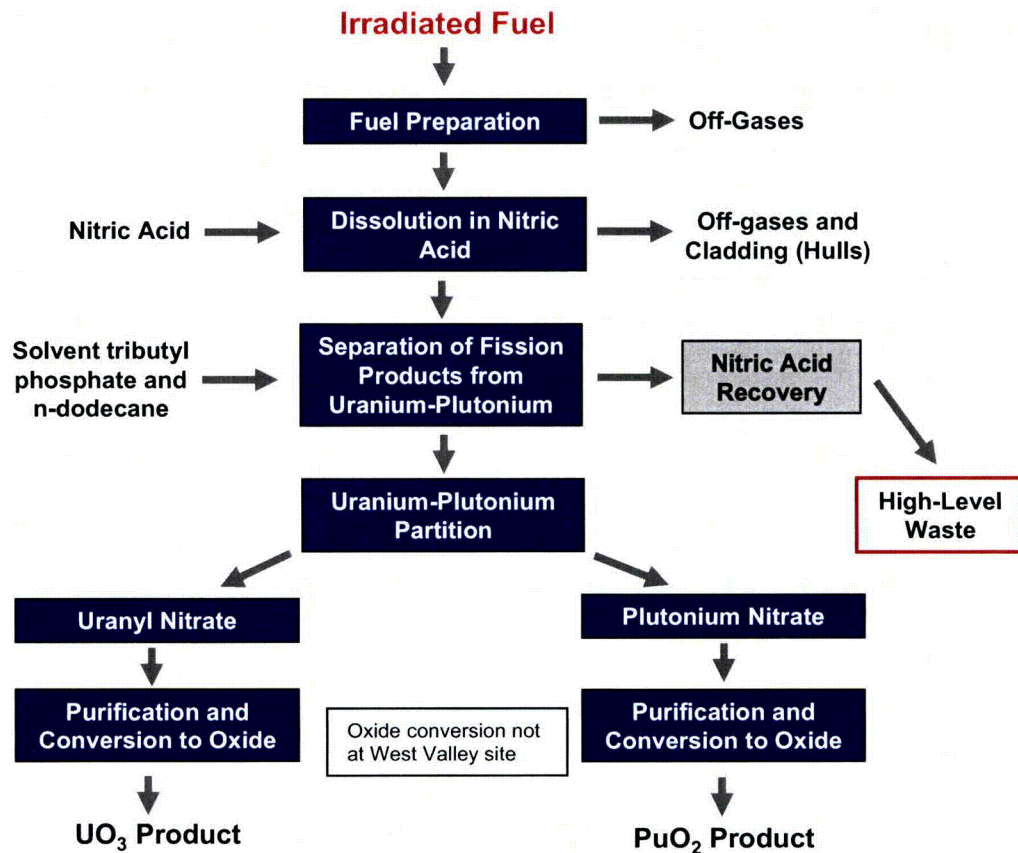 Irradiated Fuel
Fuel Preparation
Off-Gases
Nitric Acid
Dissolution in Nitric
Acid
Off-gases and
Cladding (Hulls)
Solvent tributyl
phosphate and
n-dodecane
Separation of Fission
Products from
Uranium-Plutonium
Nitric Acid
Recovery
High-Level
Waste
Uranium-Plutonium
Partition
Uranyl Nitrate
Plutonium Nitrate
Purification and
Conversion to Oxide
Oxide conversion not
at West Valley site
Purification and
Conversion to Oxide
UO₃ Product
PuO₂ Product